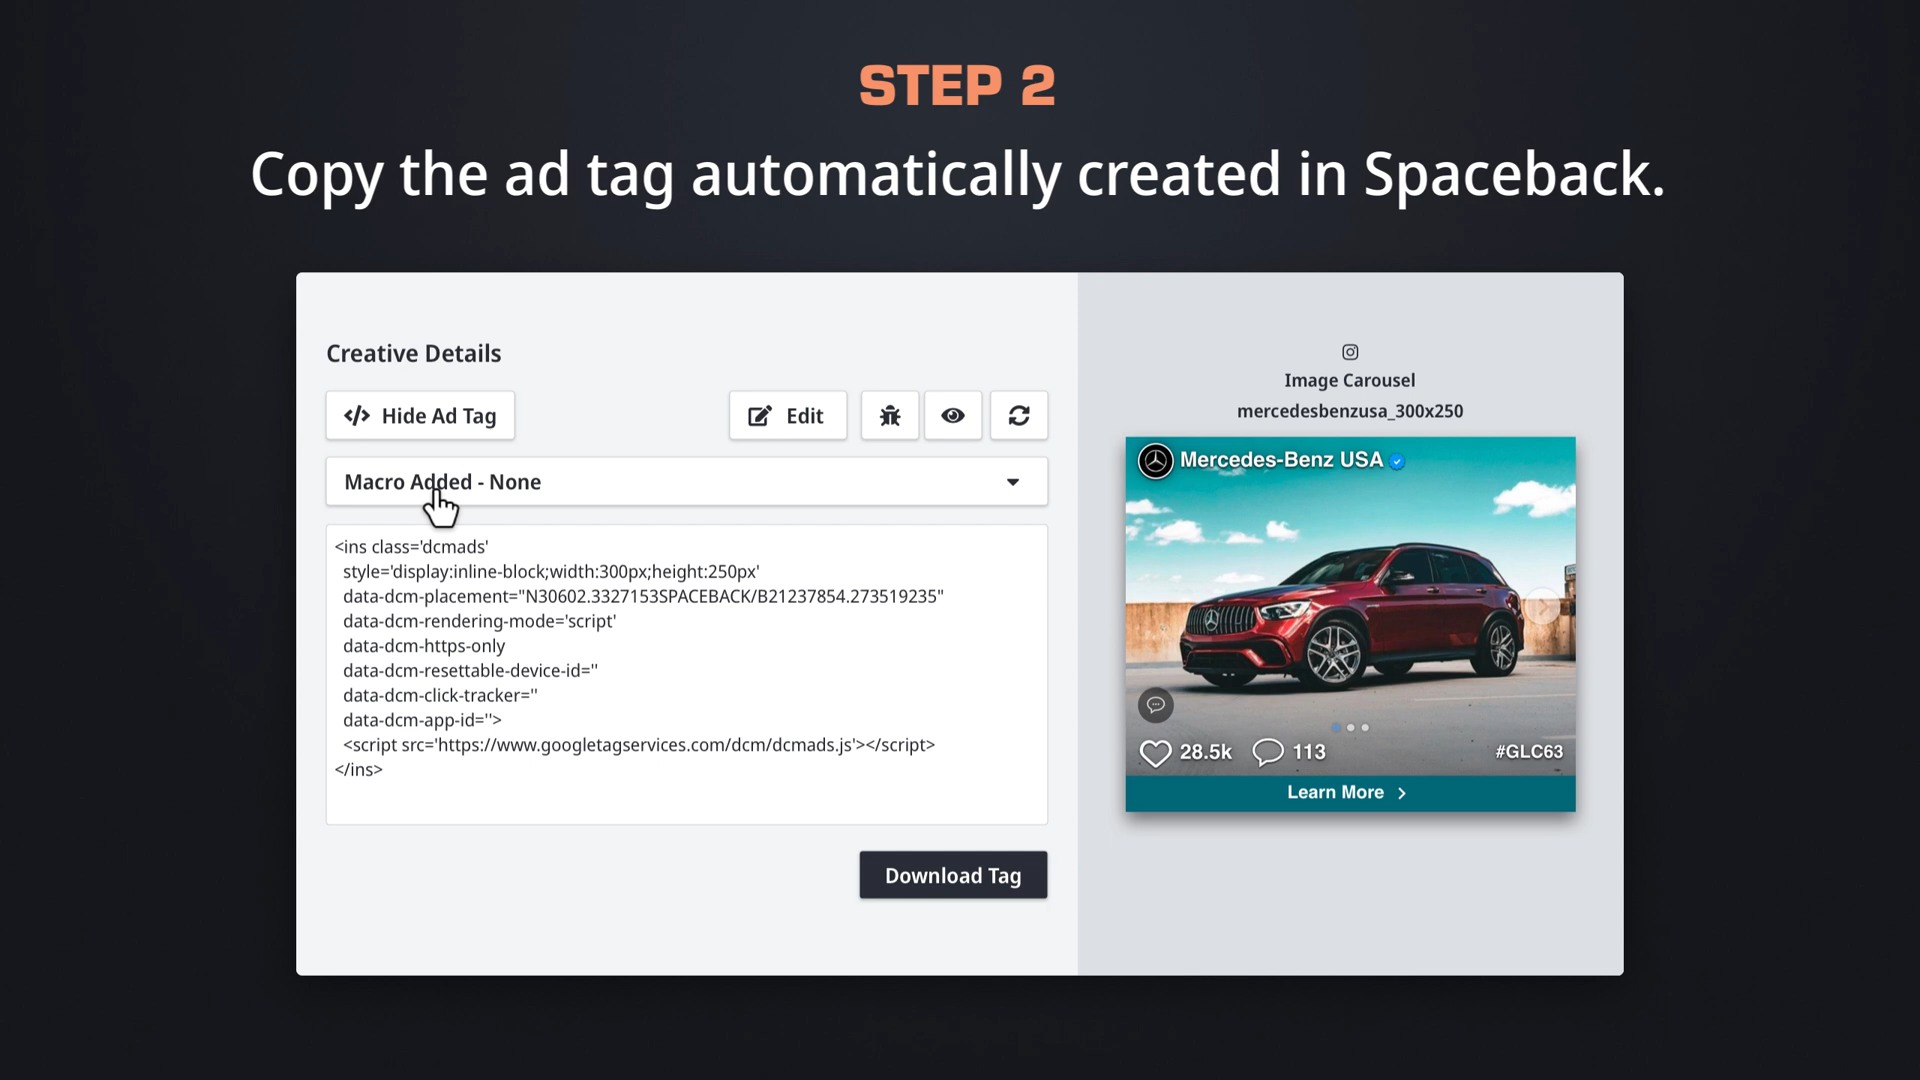 STEP 2
Copy the ad tag automatically created in Spaceback.
Creative Details
Hide Ad Tag
Edit
Macro Added - None
<ins class='dcmads'
style='display:inline-block;width:300px;height:250px'
data-dcm-placement="N30602.3327153SPACEBACK/B21237854.273519235"
data-dcm-rendering-mode='script'
data-dcm-https-only
data-dcm-resettable-device-id=''
data-dcm-click-tracker=''
data-dcm-app-id=''>
<script src='https://www.googletagservices.com/dcm/dcmads.js'></script>
</ins>
Download Tag
Image Carousel
mercedesbenzusa_300x250
Mercedes-Benz USA
28.5k 113 #GLC63
Learn More